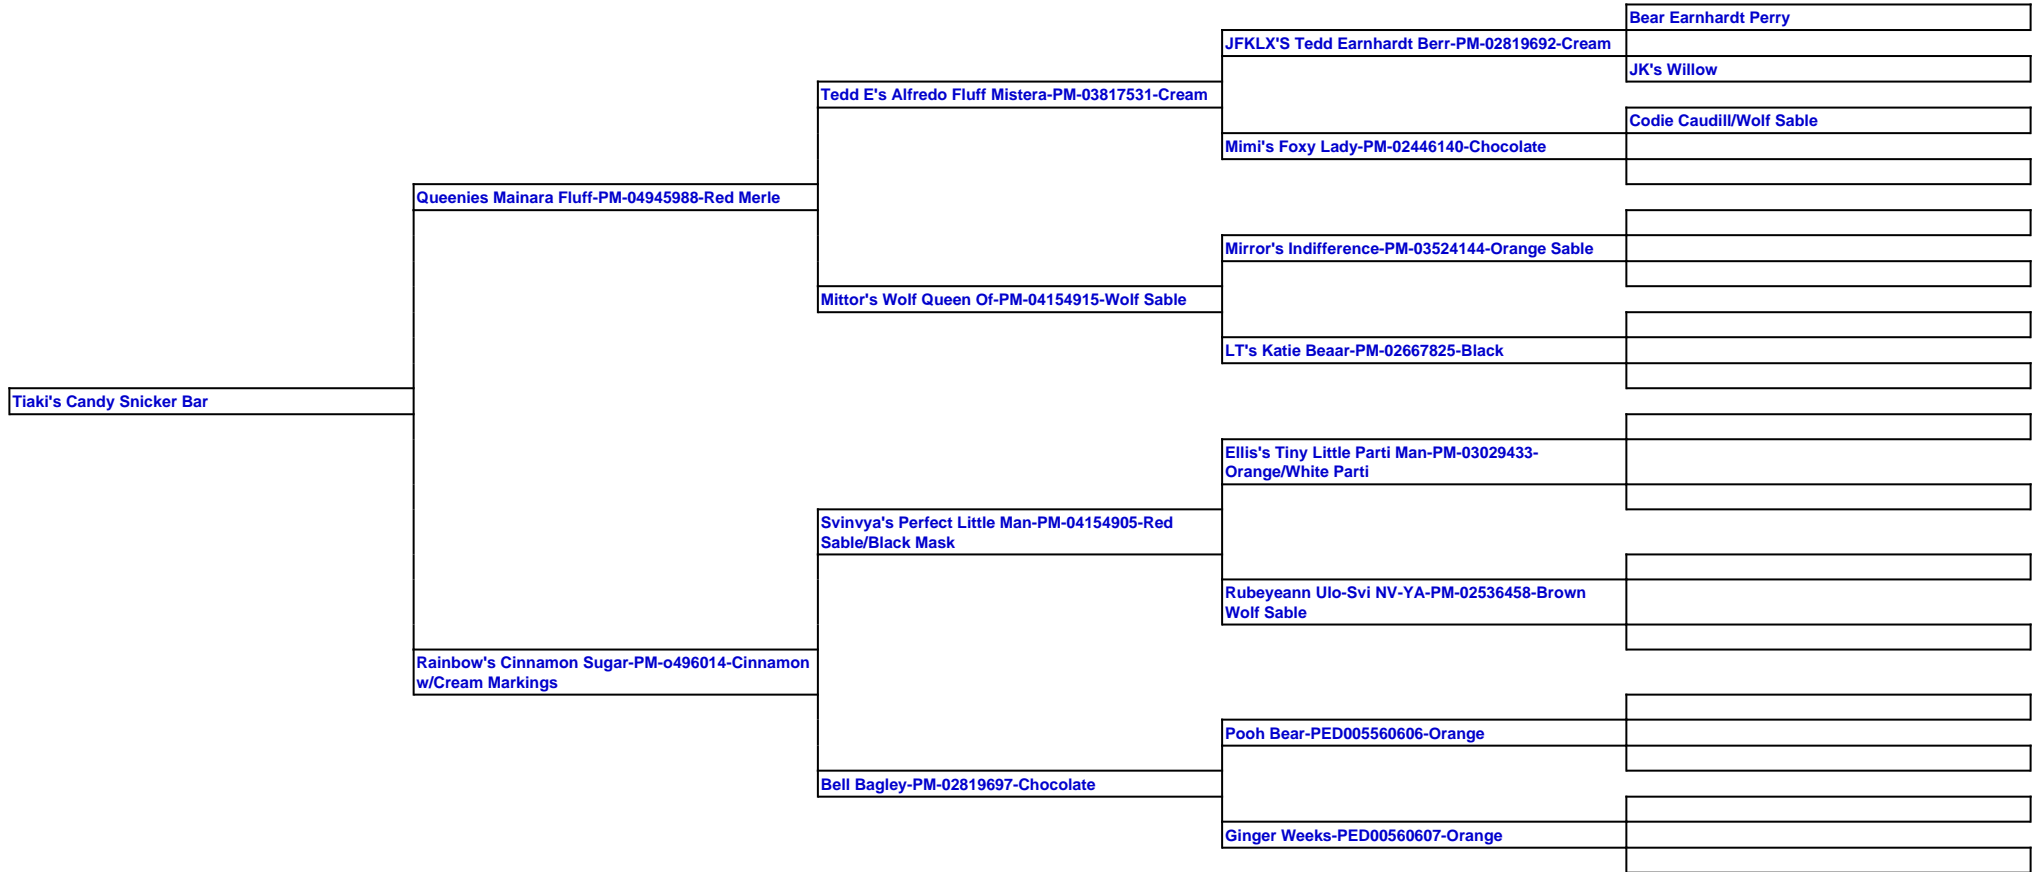 Bear Earnhardt Perry
JFKLX'S Tedd Earnhardt Berr-PM-02819692-Cream
JK's Willow
Tedd E's Alfredo Fluff Mistera-PM-03817531-Cream
Codie Caudill/Wolf Sable
Mimi's Foxy Lady-PM-02446140-Chocolate
Queenies Mainara Fluff-PM-04945988-Red Merle
Mirror's Indifference-PM-03524144-Orange Sable
Mittor's Wolf Queen Of-PM-04154915-Wolf Sable
LT's Katie Beaar-PM-02667825-Black
Tiaki's Candy Snicker Bar
Ellis's Tiny Little Parti Man-PM-03029433-
Orange/White Parti
Svinvya's Perfect Little Man-PM-04154905-Red
Sable/Black Mask
Rubeyeann Ulo-Svi NV-YA-PM-02536458-Brown
Wolf Sable
Rainbow's Cinnamon Sugar-PM-o496014-Cinnamon
w/Cream Markings
Pooh Bear-PED005560606-Orange
Bell Bagley-PM-02819697-Chocolate
Ginger Weeks-PED00560607-Orange